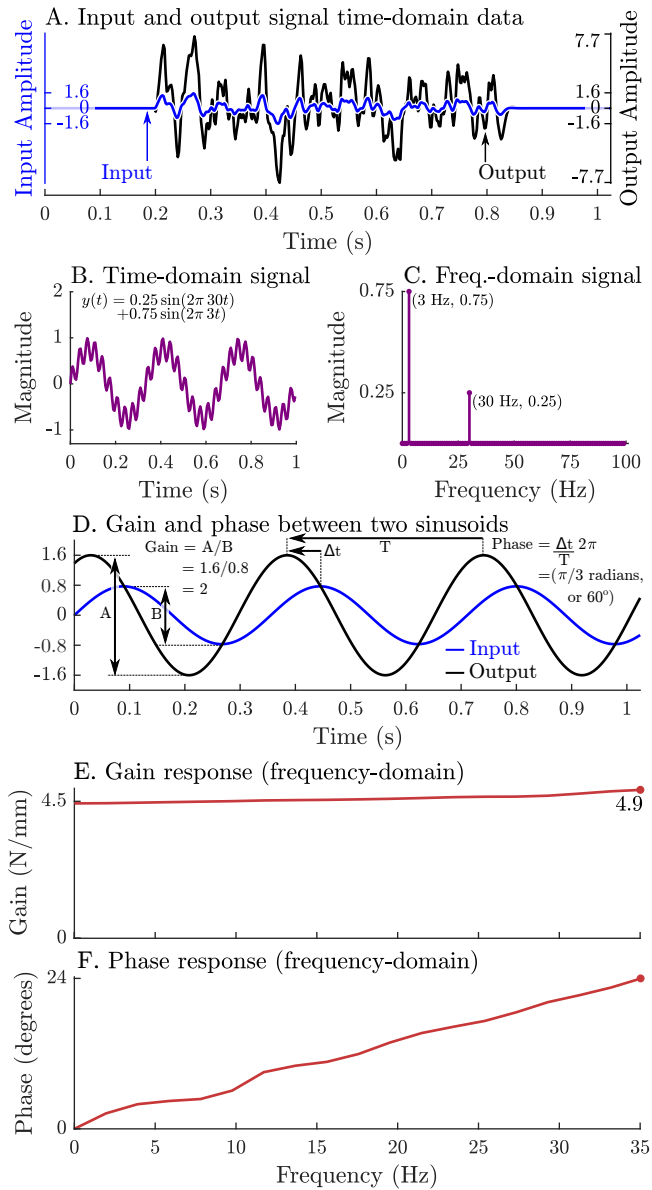 A. Input and output signal time-domain data
Input Amplitude
Output Amplitude
1.6
0
-1.6
7.7
1.6
0
-1.6
-7.7
Input
Output
0 0.1 0.2 0.3 0.4 0.5 0.6 0.7 0.8 0.9 1
Time (s)
B. Time-domain signal
y(t) = 0.25 sin(2π 30t)
+0.75 sin(2π 3t)
Magnitude
2
1
0
-1
0 0.2 0.4 0.6 0.8 1
Time (s)
C. Freq.-domain signal
Magnitude
0.75
0.25
(3 Hz, 0.75)
(30 Hz, 0.25)
0 25 50 75 100
Frequency (Hz)
D. Gain and phase between two sinusoids
1.6
0.8
0
-0.8
-1.6
Gain = A/B
= 1.6/0.8
= 2
A
B
Δt
T
Phase = Δt/T 2π
=(π/3 radians,
or 60°)
Input
Output
0 0.1 0.2 0.3 0.4 0.5 0.6 0.7 0.8 0.9 1
Time (s)
E. Gain response (frequency-domain)
Gain (N/mm)
4.5
0
4.9
F. Phase response (frequency-domain)
Phase (degrees)
24
0
0 5 10 15 20 25 30 35
Frequency (Hz)